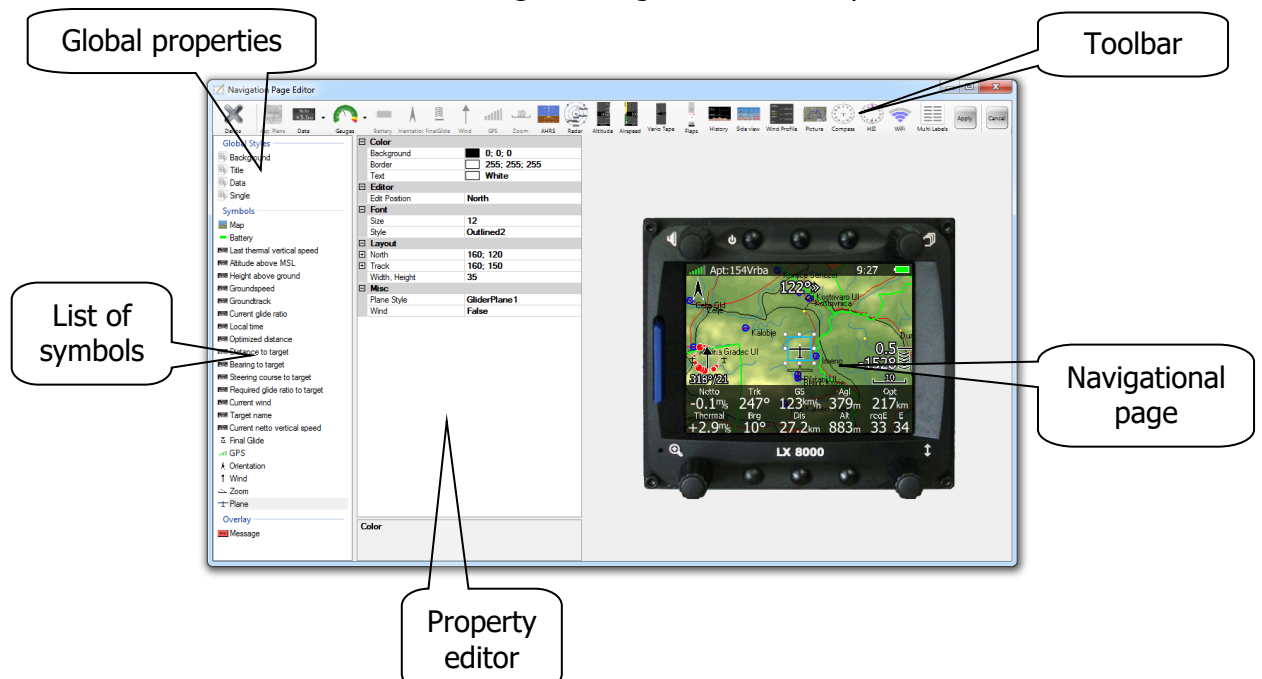 Global properties
Toolbar
Navigation Page Editor
Delete Data Gauges Battery FinalGlide Wind GPS Zoom AHRS Radar Altitude Airspeed Vario Tape Flaps History Side view Wind Profile Picture Compass HSI WiFi Multi Labels Apply Cancel
Global Styles
Background
Title
Data
Single
Symbols
Map
Battery
Last thermal vertical speed
Altitude above MSL
Height above ground
Groundspeed
Groundtrack
Current glide ratio
Local time
Optimized distance
Distance to target
Bearing to target
Steering course to target
Required glide ratio to target
Current wind
Target name
Current netto vertical speed
Final Glide
GPS
Orientation
Wind
Zoom
Plane
Overlay
Message
Color
Background 0; 0; 0
Border 255; 255; 255
Text White
Editor
Edit Position North
Font
Size 12
Style Outlined2
Layout
North 160; 120
Track 160; 150
Width, Height 35
Misc
Plane Style GliderPlane1
Wind False
Color
Apt:154Vrba 9:27
122°»
Kostrivnica
Kalobje
0.5
-1528
318°/21
10
Netto Trk GS Agl Opt
-0.1m/s 247° 123km/h 379m 217km
Thermal Brg Dis Alt reqE E
+2.9m/s 10° 27.2km 883m 33 34
LX 8000
List of
symbols
Navigational
page
Property
editor